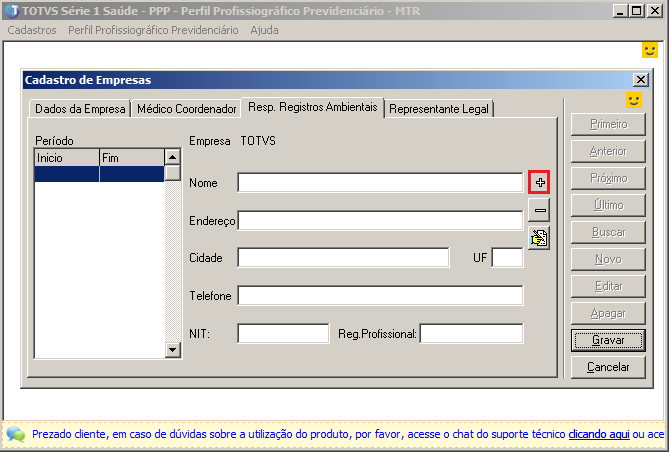 TOTVS Série 1 Saúde - PPP - Perfil Profissiográfico Previdenciário - MTR
Cadastros Perfil Profissiográfico Previdenciário Ajuda
Cadastro de Empresas
Dados da Empresa Médico Coordenador Resp. Registros Ambientais Representante Legal
Período
Inicio Fim
Empresa TOTVS
Nome
Endereço
Cidade UF
Telefone
NIT: Reg.Profissional:
Primeiro
Anterior
Próximo
Último
Buscar
Novo
Editar
Apagar
Gravar
Cancelar
Prezado cliente, em caso de dúvidas sobre a utilização do produto, por favor, acesse o chat do suporte técnico clicando aqui ou ace